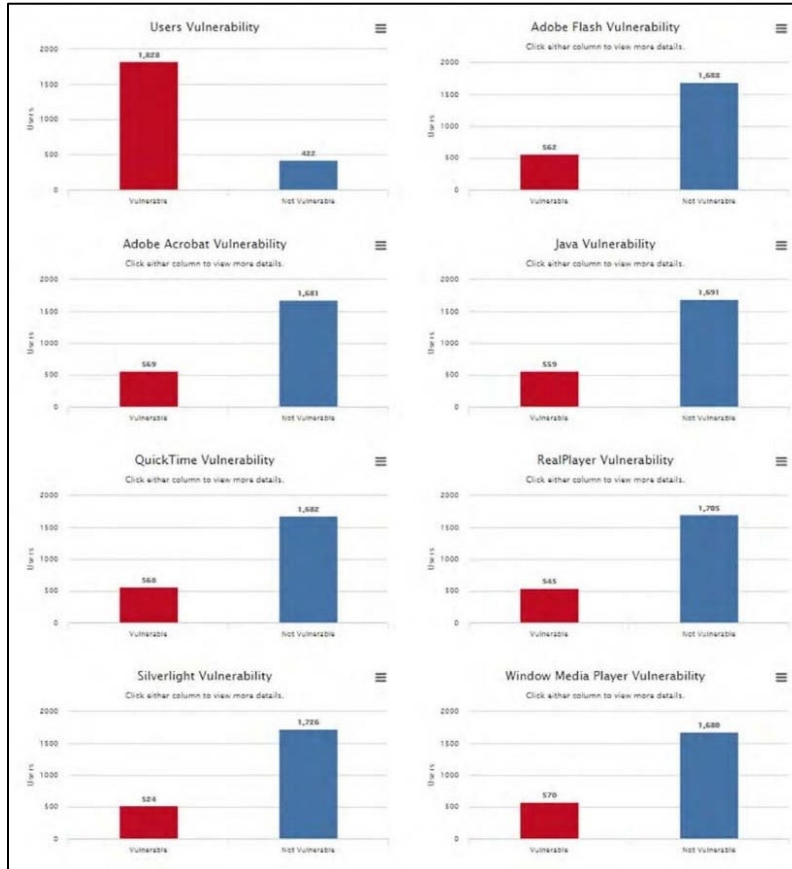 Users Vulnerability
2000
1,828
1500
1000
500
422
0
Users
Vulnerable
Not Vulnerable
Adobe Flash Vulnerability
Click either column to view more details.
2000
1,688
1500
1000
562
500
0
Users
Vulnerable
Not Vulnerable
Adobe Acrobat Vulnerability
Click either column to view more details.
2000
1,681
1500
1000
569
500
0
Users
Vulnerable
Not Vulnerable
Java Vulnerability
Click either column to view more details.
2000
1,691
1500
1000
559
500
0
Users
Vulnerable
Not Vulnerable
QuickTime Vulnerability
Click either column to view more details.
2000
1,682
1500
1000
568
500
0
Users
Vulnerable
Not Vulnerable
RealPlayer Vulnerability
Click either column to view more details.
2000
1,705
1500
1000
545
500
0
Users
Vulnerable
Not Vulnerable
Silverlight Vulnerability
Click either column to view more details.
2000
1,726
1500
1000
524
500
0
Users
Vulnerable
Not Vulnerable
Window Media Player Vulnerability
Click either column to view more details.
2000
1,680
1500
1000
570
500
0
Users
Vulnerable
Not Vulnerable